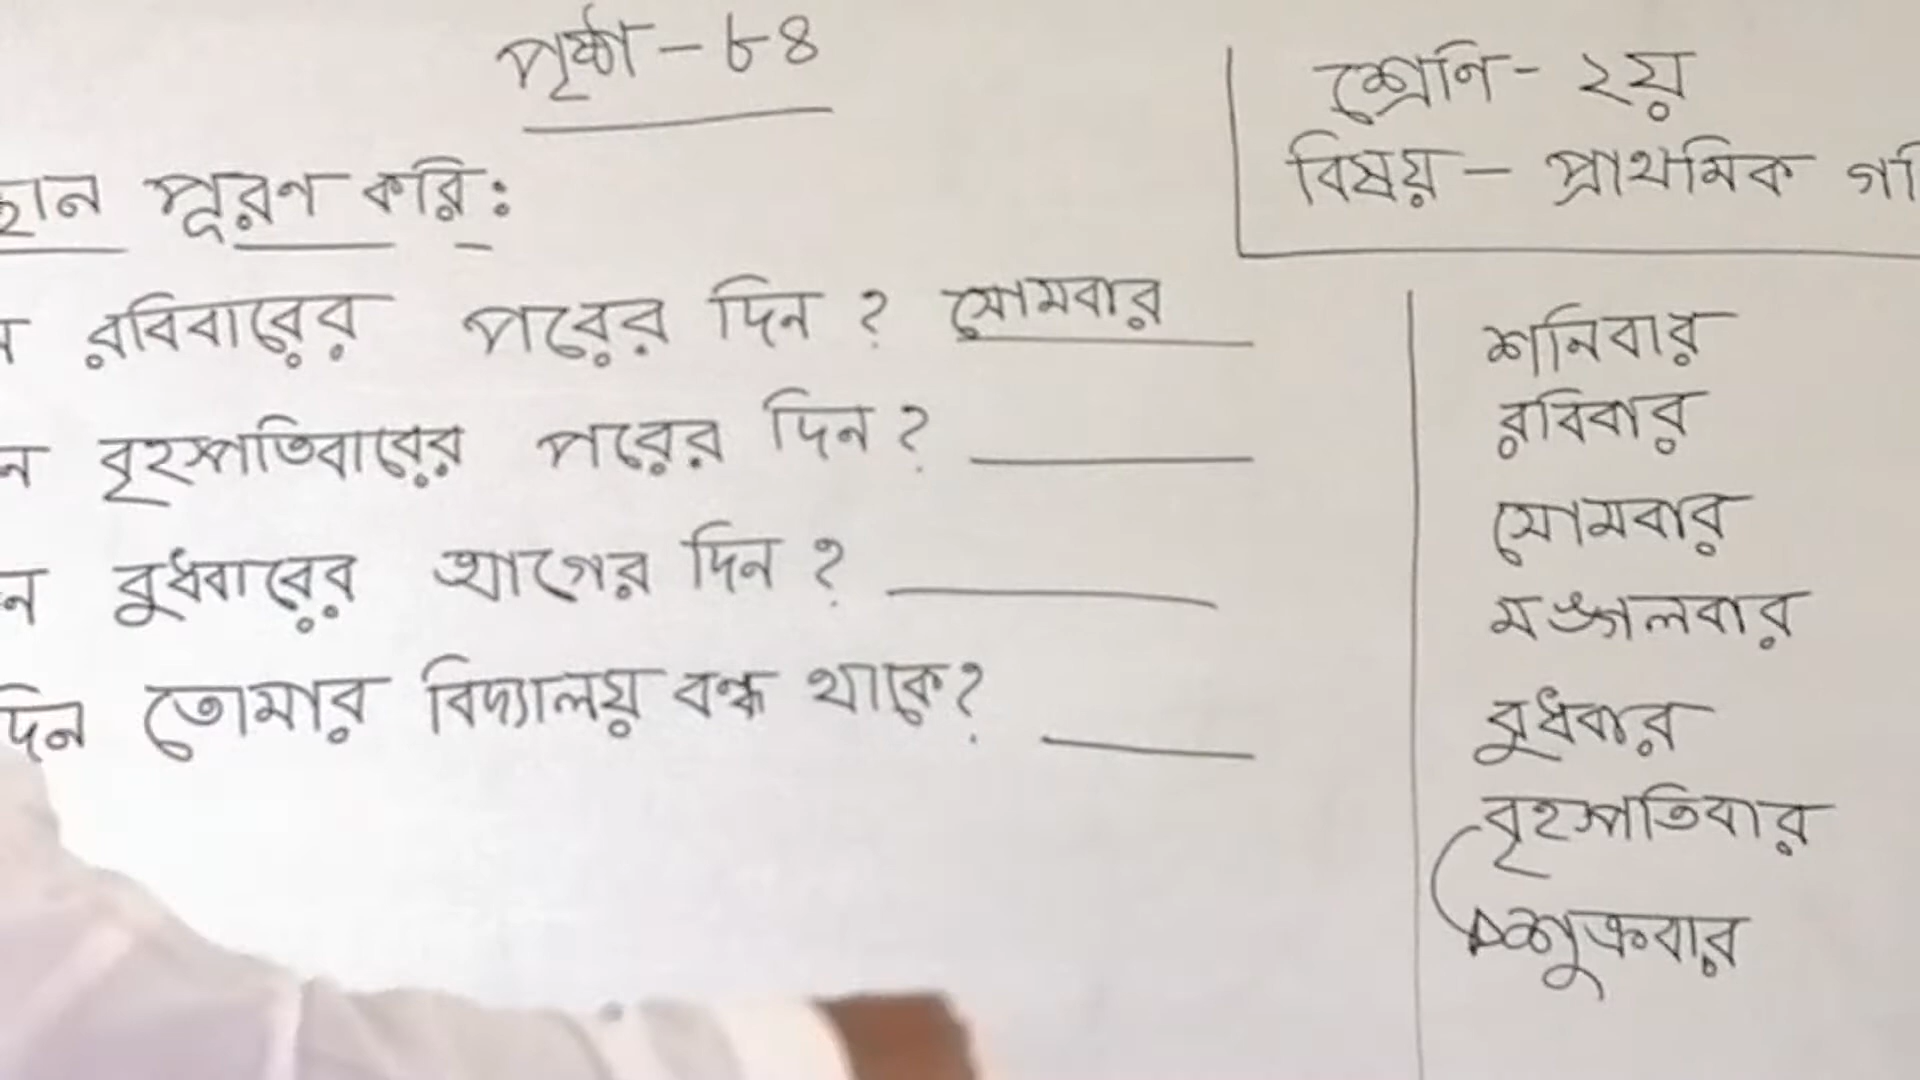 পৃষ্ঠা - ৮৪
শ্রেণি - ২য়
বিষয় - প্রাথমিক
পূরণ করি:
রবিবারের পরের দিন ? সোমবার
বৃহস্পতিবারের পরের দিন ?
বুধবারের আগের দিন ?
দিন তোমার বিদ্যালয় বন্ধ থাকে?
শনিবার
রবিবার
সোমবার
মঙ্গলবার
বুধবার
বৃহস্পতিবার
শুক্রবার